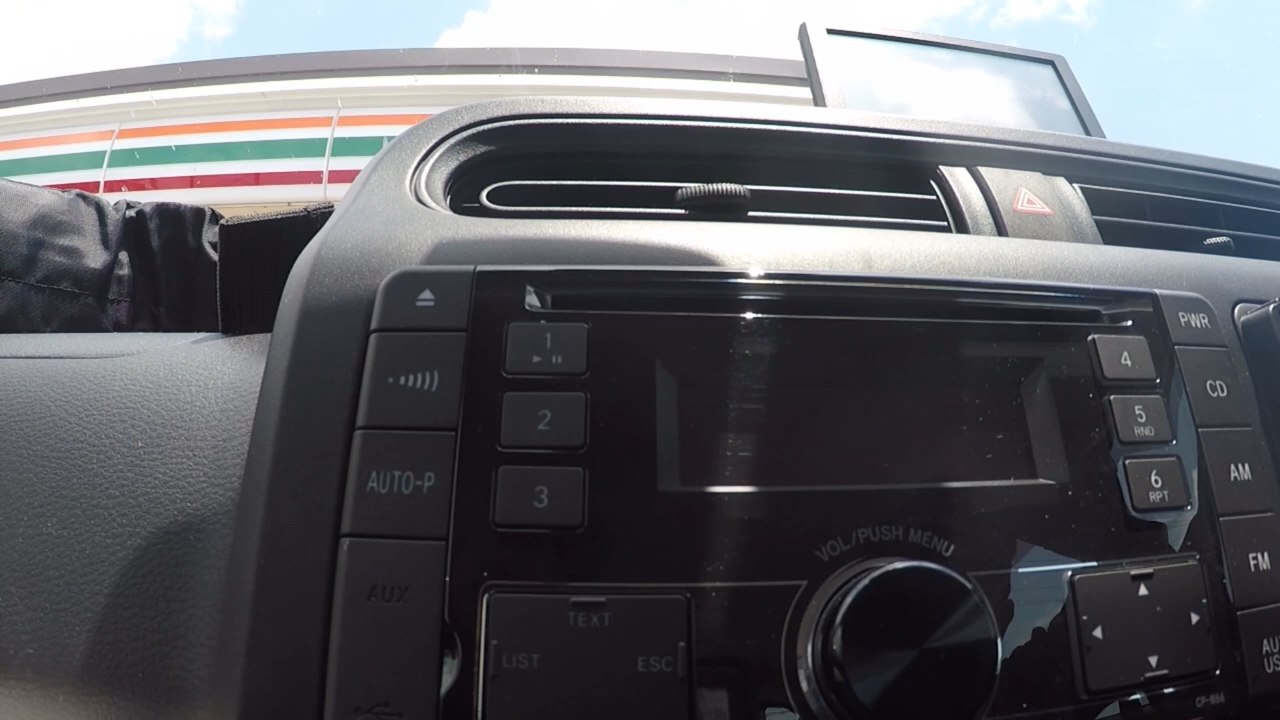 1
2
3
AUTO-P
AUX
TEXT
LIST
ESC
VOL/PUSH MENU
4
5
RND
6
RPT
PWR
CD
AM
FM